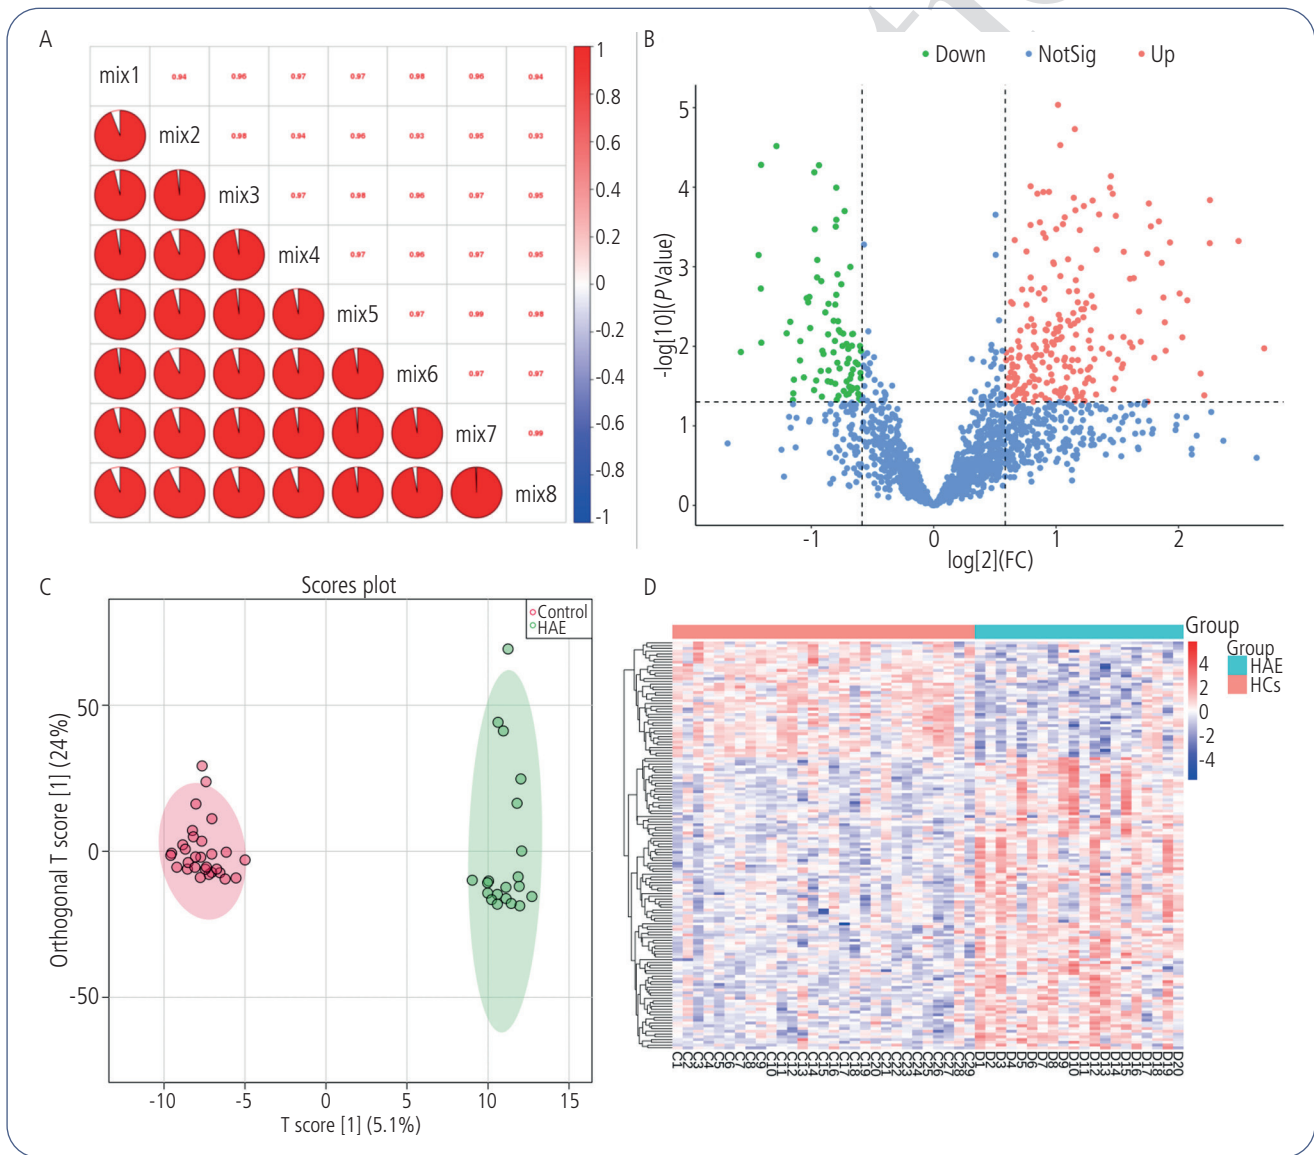 A
mix1 0.94 0.96 0.97 0.97 0.98 0.96 0.94
mix2 0.98 0.94 0.96 0.93 0.95 0.93
mix3 0.97 0.98 0.96 0.97 0.95
mix4 0.97 0.96 0.97 0.95
mix5 0.97 0.99 0.98
mix6 0.97 0.97
mix7 0.99
mix8
1
0.8
0.6
0.4
0.2
0
-0.2
-0.4
-0.6
-0.8
-1
B
Down NotSig Up
-log[10](P Value)
5
4
3
2
1
0
-1 0 1 2
log[2](FC)
C
Scores plot
Control
HAE
Orthogonal T score [1] (24%)
50
0
-50
-10 -5 0 5 10 15
T score [1] (5.1%)
D
Group
4
2
0
-2
-4
Group
HAE
HCs
C1 C2 C3 C4 C5 C6 C7 C8 C9 C10 C11 C12 C13 C14 C15 C16 C17 C18 C19 C20 C21 C22 C23 C24 C25 C26 C27 C28 C29 D1 D2 D3 D4 D5 D6 D7 D8 D9 D10 D11 D12 D13 D14 D15 D16 D17 D18 D19 D20